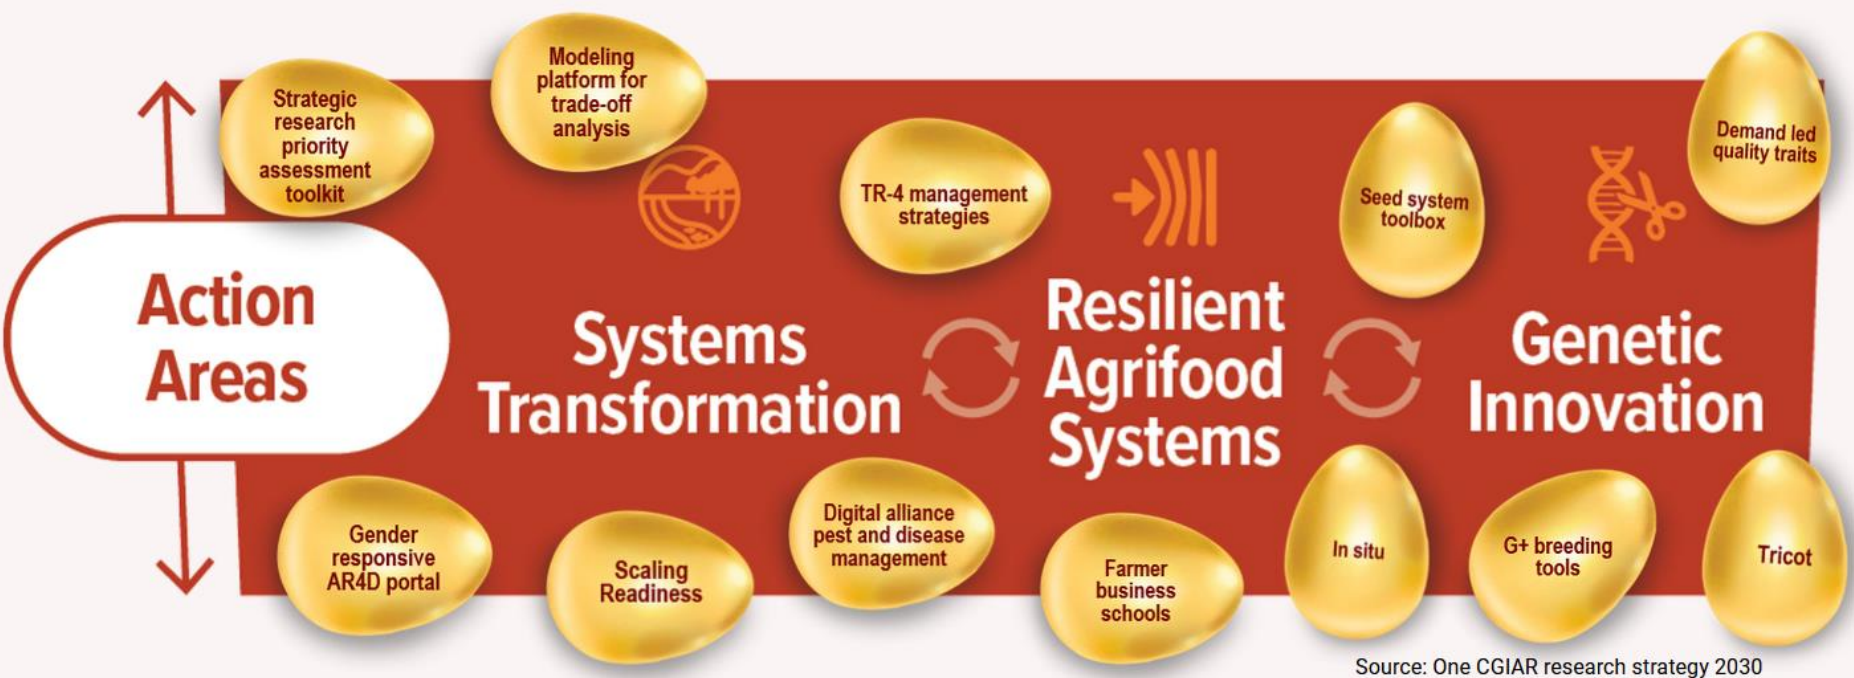 Strategic
research
priority
assessment
toolkit
Modeling
platform for
trade-off
analysis
TR-4 management
strategies
Seed system
toolbox
Demand led
quality traits
Action
Areas
Systems
Transformation
Resilient
Agrifood
Systems
Genetic
Innovation
Gender
responsive
AR4D portal
Scaling
Readiness
Digital alliance
pest and disease
management
Farmer
business
schools
In situ
G+ breeding
tools
Tricot
Source: One CGIAR research strategy 2030